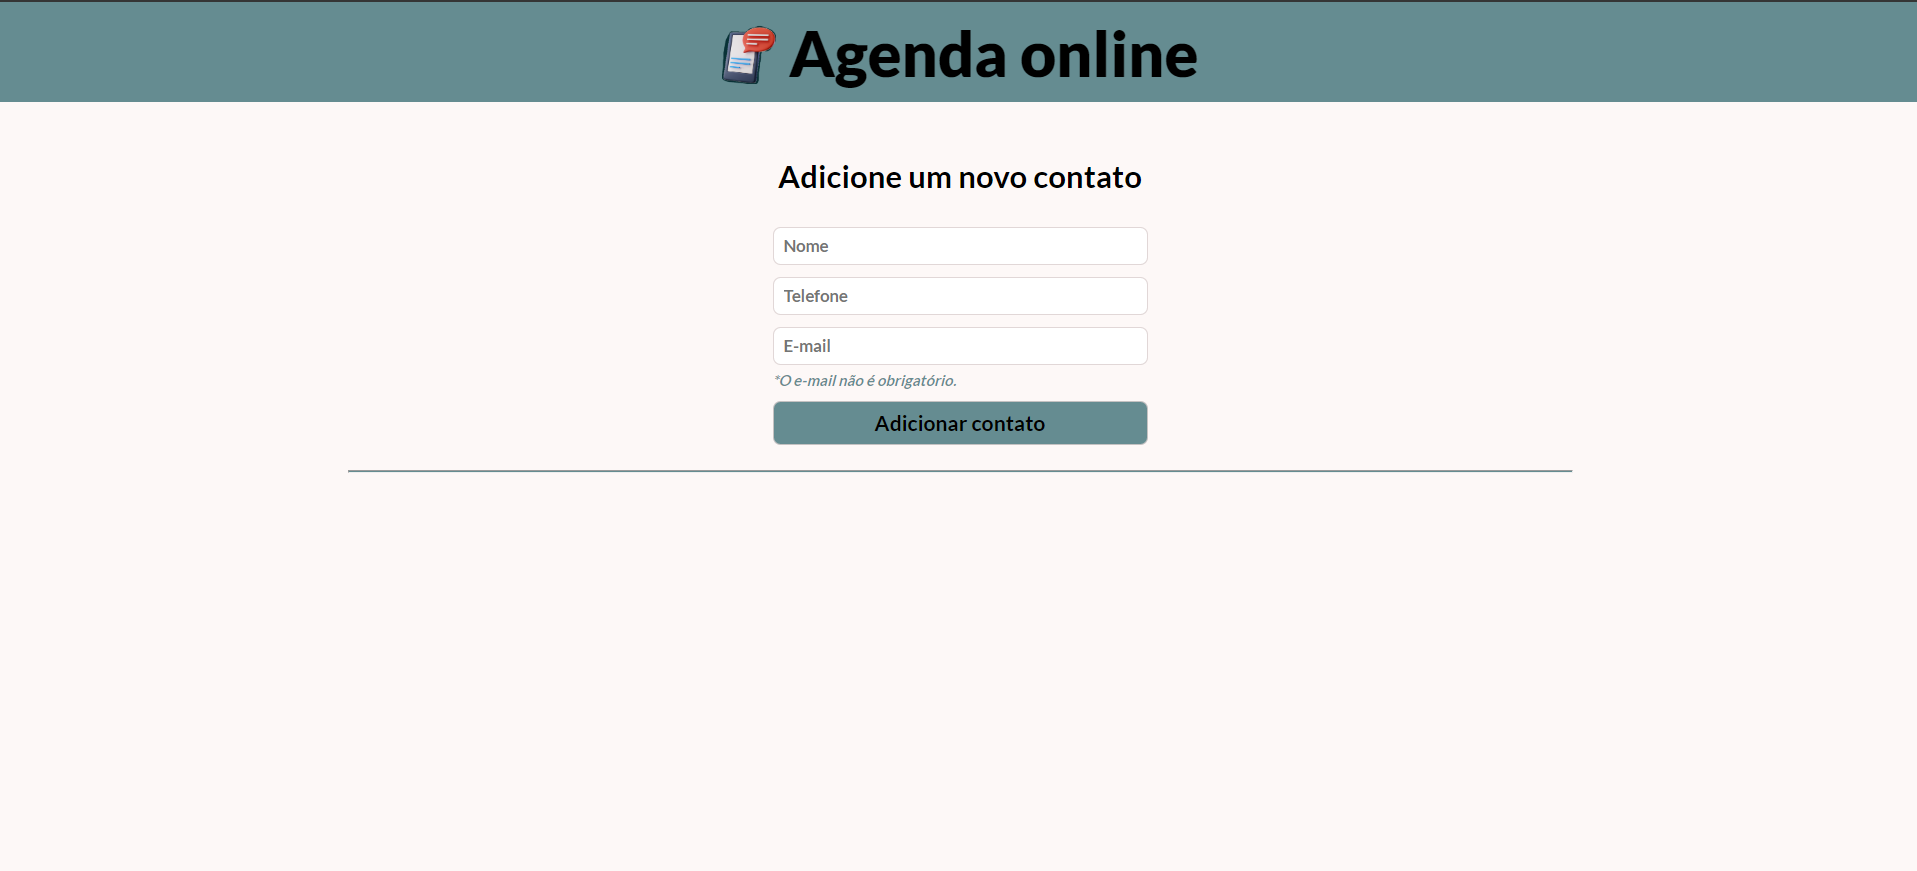 Agenda online
Adicione um novo contato
Nome
Telefone
E-mail
*O e-mail não é obrigatório.
Adicionar contato